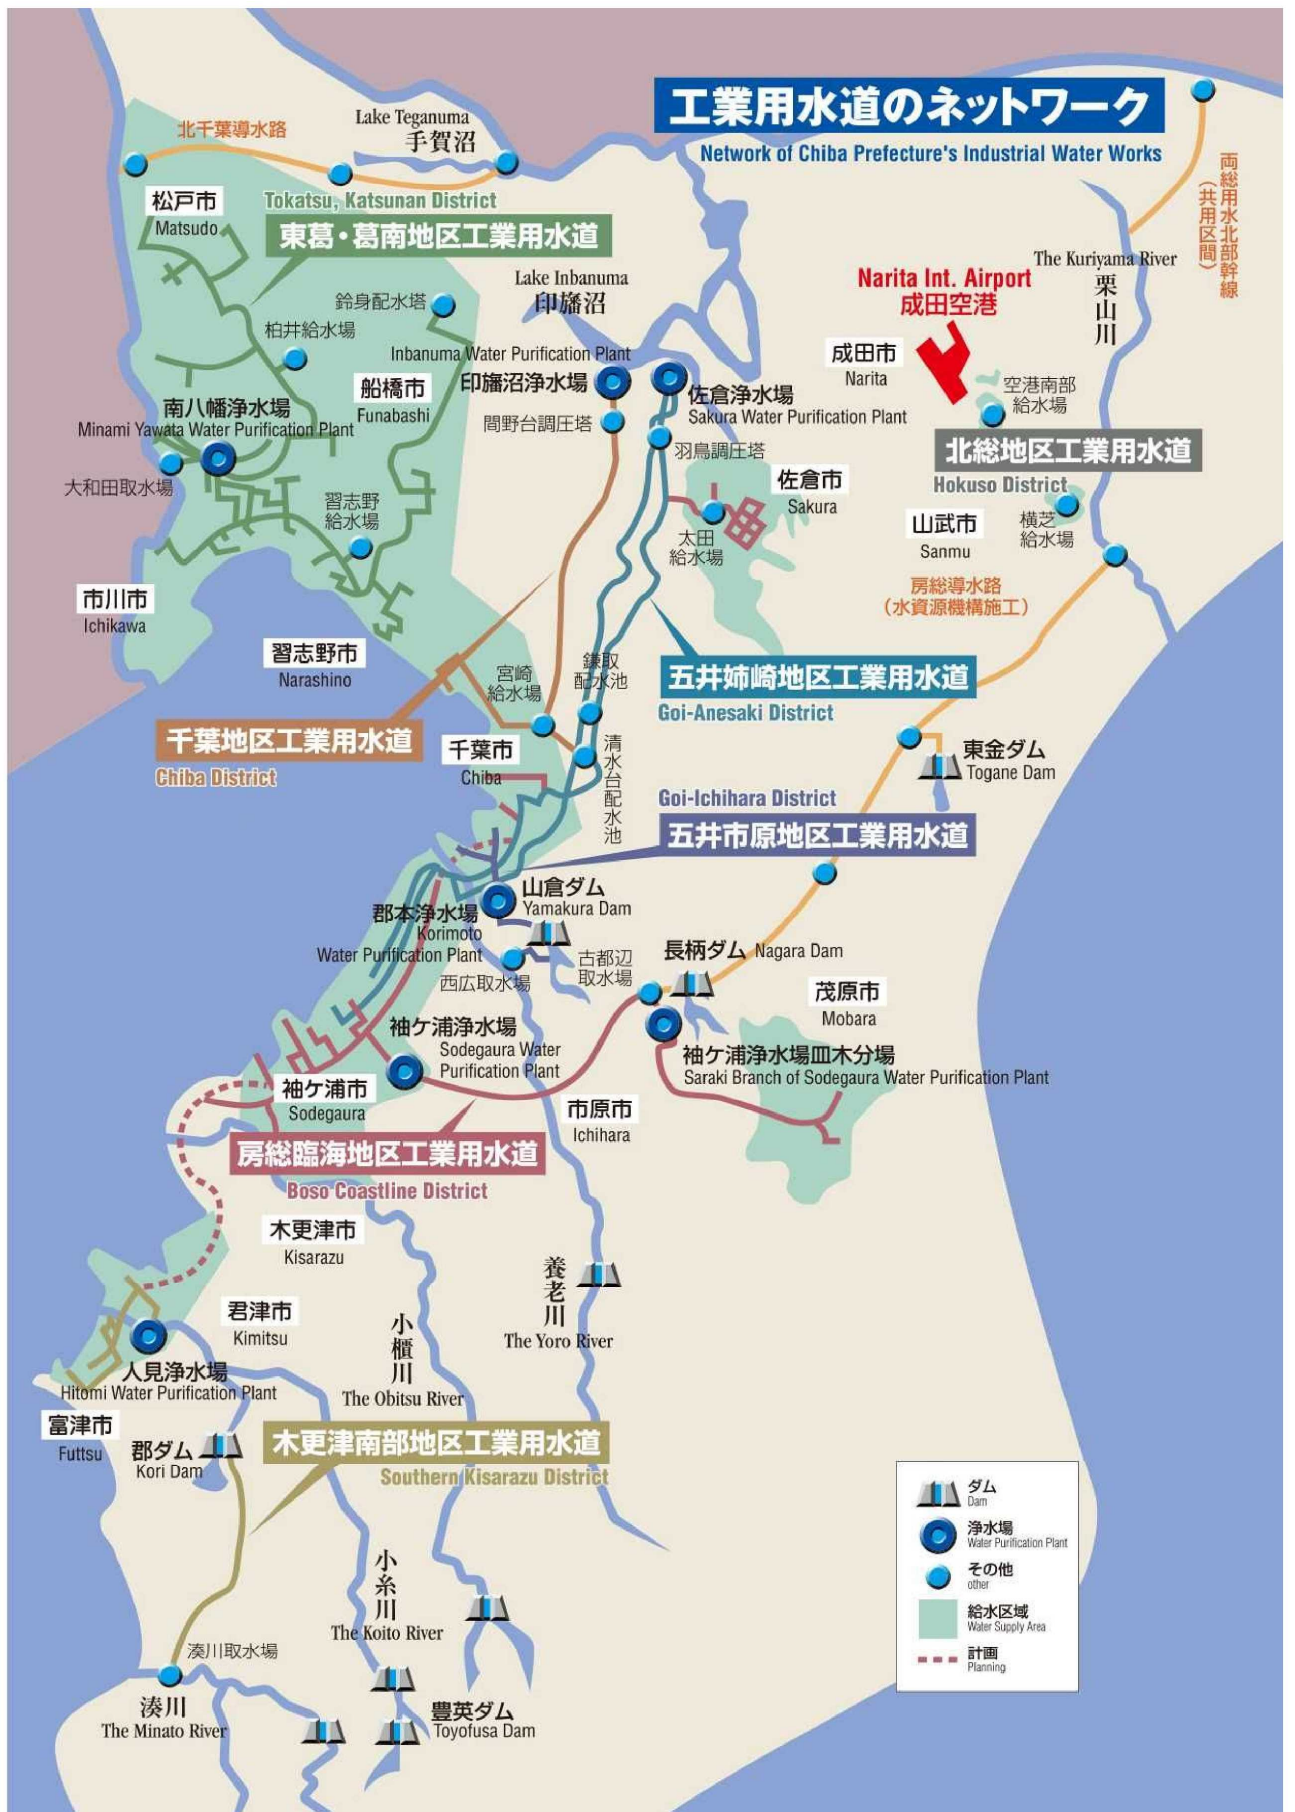 工業用水道のネットワーク
Network of Chiba Prefecture's Industrial Water Works
Lake Teganuma
手賀沼
北千葉導水路
松戸市
Matsudo
Tokatsu, Katsunan District
東葛・葛南地区工業用水道
両総用水北部幹線
（共用区間）
The Kuriyama River
栗山川
Narita Int. Airport
成田空港
Lake Inbanuma
印旛沼
鈴身配水塔
柏井給水場
Inbanuma Water Purification Plant
印旛沼浄水場
船橋市
Funabashi
成田市
Narita
空港南部
給水場
佐倉浄水場
Sakura Water Purification Plant
南八幡浄水場
Minami Yawata Water Purification Plant
間野台調圧塔
羽鳥調圧塔
北総地区工業用水道
Hokuso District
大和田取水場
習志野
給水場
佐倉市
Sakura
太田
給水場
山武市
Sanmu
横芝
給水場
房総導水路
（水資源機構施工）
市川市
Ichikawa
習志野市
Narashino
宮崎
給水場
鎌取
配水池
五井姉崎地区工業用水道
Goi-Anesaki District
千葉地区工業用水道
Chiba District
千葉市
Chiba
清水台配水池
東金ダム
Togane Dam
Goi-Ichihara District
五井市原地区工業用水道
山倉ダム
Yamakura Dam
郡本浄水場
Korimoto
Water Purification Plant
西広取水場
古都辺
取水場
長柄ダム Nagara Dam
茂原市
Mobara
袖ケ浦浄水場
Sodegaura Water
Purification Plant
袖ケ浦浄水場皿木分場
Saraki Branch of Sodegaura Water Purification Plant
袖ケ浦市
Sodegaura
市原市
Ichihara
房総臨海地区工業用水道
Boso Coastline District
木更津市
Kisarazu
養老川
The Yoro River
君津市
Kimitsu
小櫃川
The Obitsu River
人見浄水場
Hitomi Water Purification Plant
富津市
Futtsu
郡ダム
Kori Dam
木更津南部地区工業用水道
Southern Kisarazu District
小糸川
The Koito River
湊川取水場
湊川
The Minato River
豊英ダム
Toyofusa Dam
ダム
Dam
浄水場
Water Purification Plant
その他
other
給水区域
Water Supply Area
計画
Planning